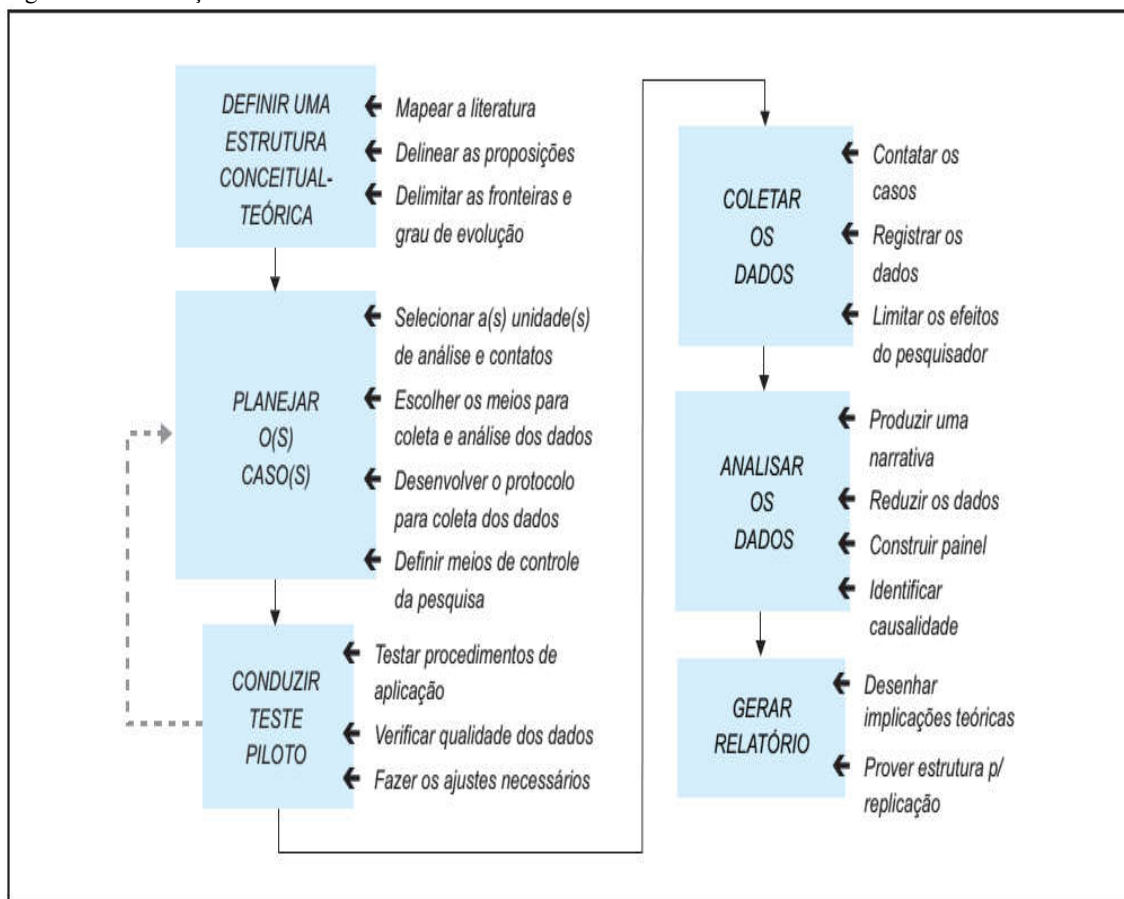 DEFINIR UMA
ESTRUTURA
CONCEITUAL-
TEÓRICA
Mapear a literatura
Delinear as proposições
Delimitar as fronteiras e
grau de evolução
PLANEJAR
O(S)
CASO(S)
Selecionar a(s) unidade(s)
de análise e contatos
Escolher os meios para
coleta e análise dos dados
Desenvolver o protocolo
para coleta dos dados
Definir meios de controle
da pesquisa
CONDUZIR
TESTE
PILOTO
Testar procedimentos de
aplicação
Verificar qualidade dos dados
Fazer os ajustes necessários
COLETAR
OS
DADOS
Contatar os
casos
Registrar os
dados
Limitar os efeitos
do pesquisador
ANALISAR
OS
DADOS
Produzir uma
narrativa
Reduzir os dados
Construir painel
Identificar
causalidade
GERAR
RELATÓRIO
Desenhar
implicações teóricas
Prover estrutura p/
replicação